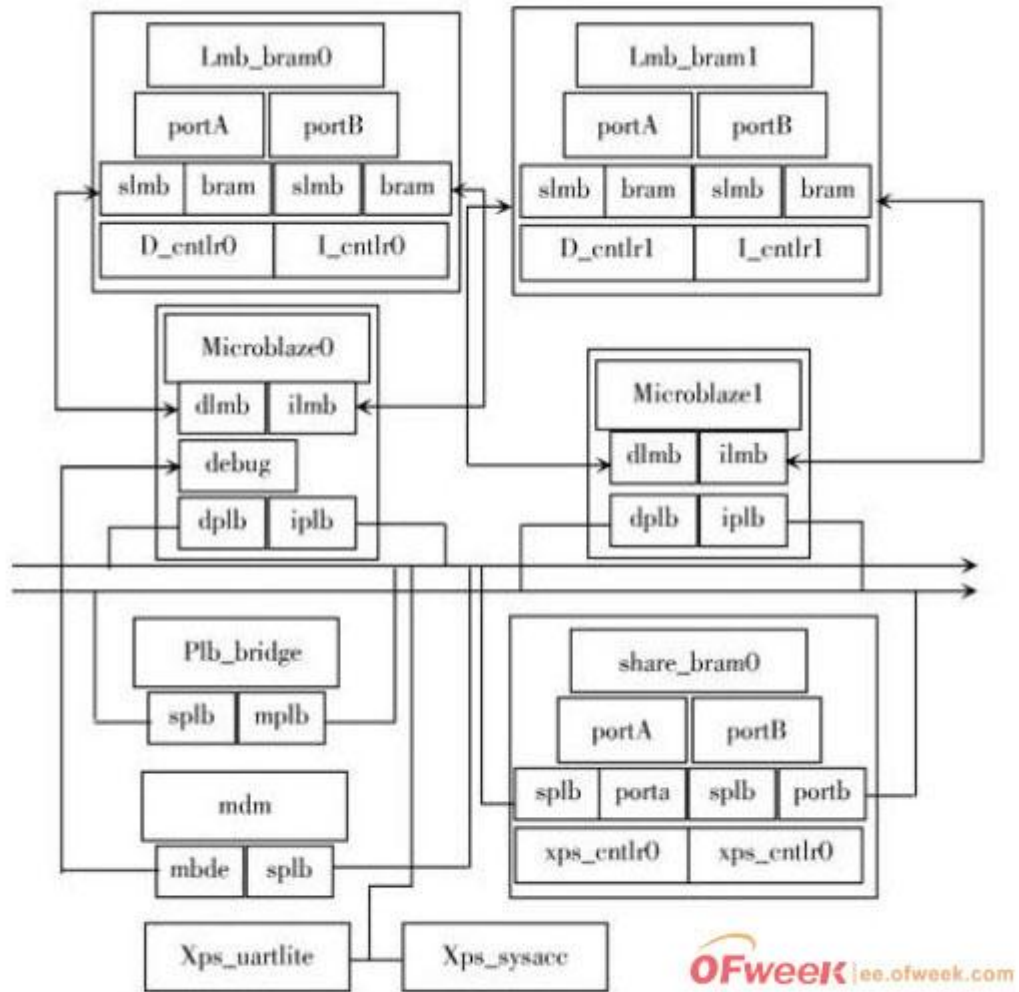 Lmb_bram0
portA portB
slmb bram slmb bram
D_cntlr0 I_cntlr0
Lmb_bram1
portA portB
slmb bram slmb bram
D_cntlr1 I_cntlr1
Microblaze0
dlmb ilmb
debug
dplb iplb
Microblaze1
dlmb ilmb
dplb iplb
Plb_bridge
splb mplb
mdm
mbde splb
share_bram0
portA portB
splb porta splb portb
xps_cntlr0 xps_cntlr0
Xps_uartlite Xps_sysacc
OFweek ee.ofweek.com